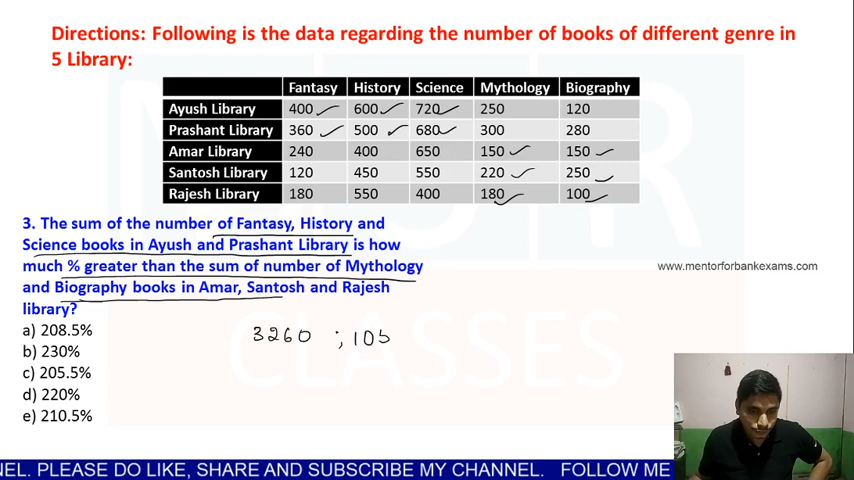 Directions: Following is the data regarding the number of books of different genre in
5 Library:
Fantasy History Science Mythology Biography
Ayush Library 400 600 720 250 120
Prashant Library 360 500 680 300 280
Amar Library 240 400 650 150 150
Santosh Library 120 450 550 220 250
Rajesh Library 180 550 400 180 100
3. The sum of the number of Fantasy, History and
Science books in Ayush and Prashant Library is how
much % greater than the sum of number of Mythology
and Biography books in Amar, Santosh and Rajesh
library?
www.mentorforbankexams.com
a) 208.5%
b) 230%
c) 205.5%
d) 220%
e) 210.5%
3260 ; 105
CLASSES
NEL. PLEASE DO LIKE, SHARE AND SUBSCRIBE MY CHANNEL. FOLLOW ME